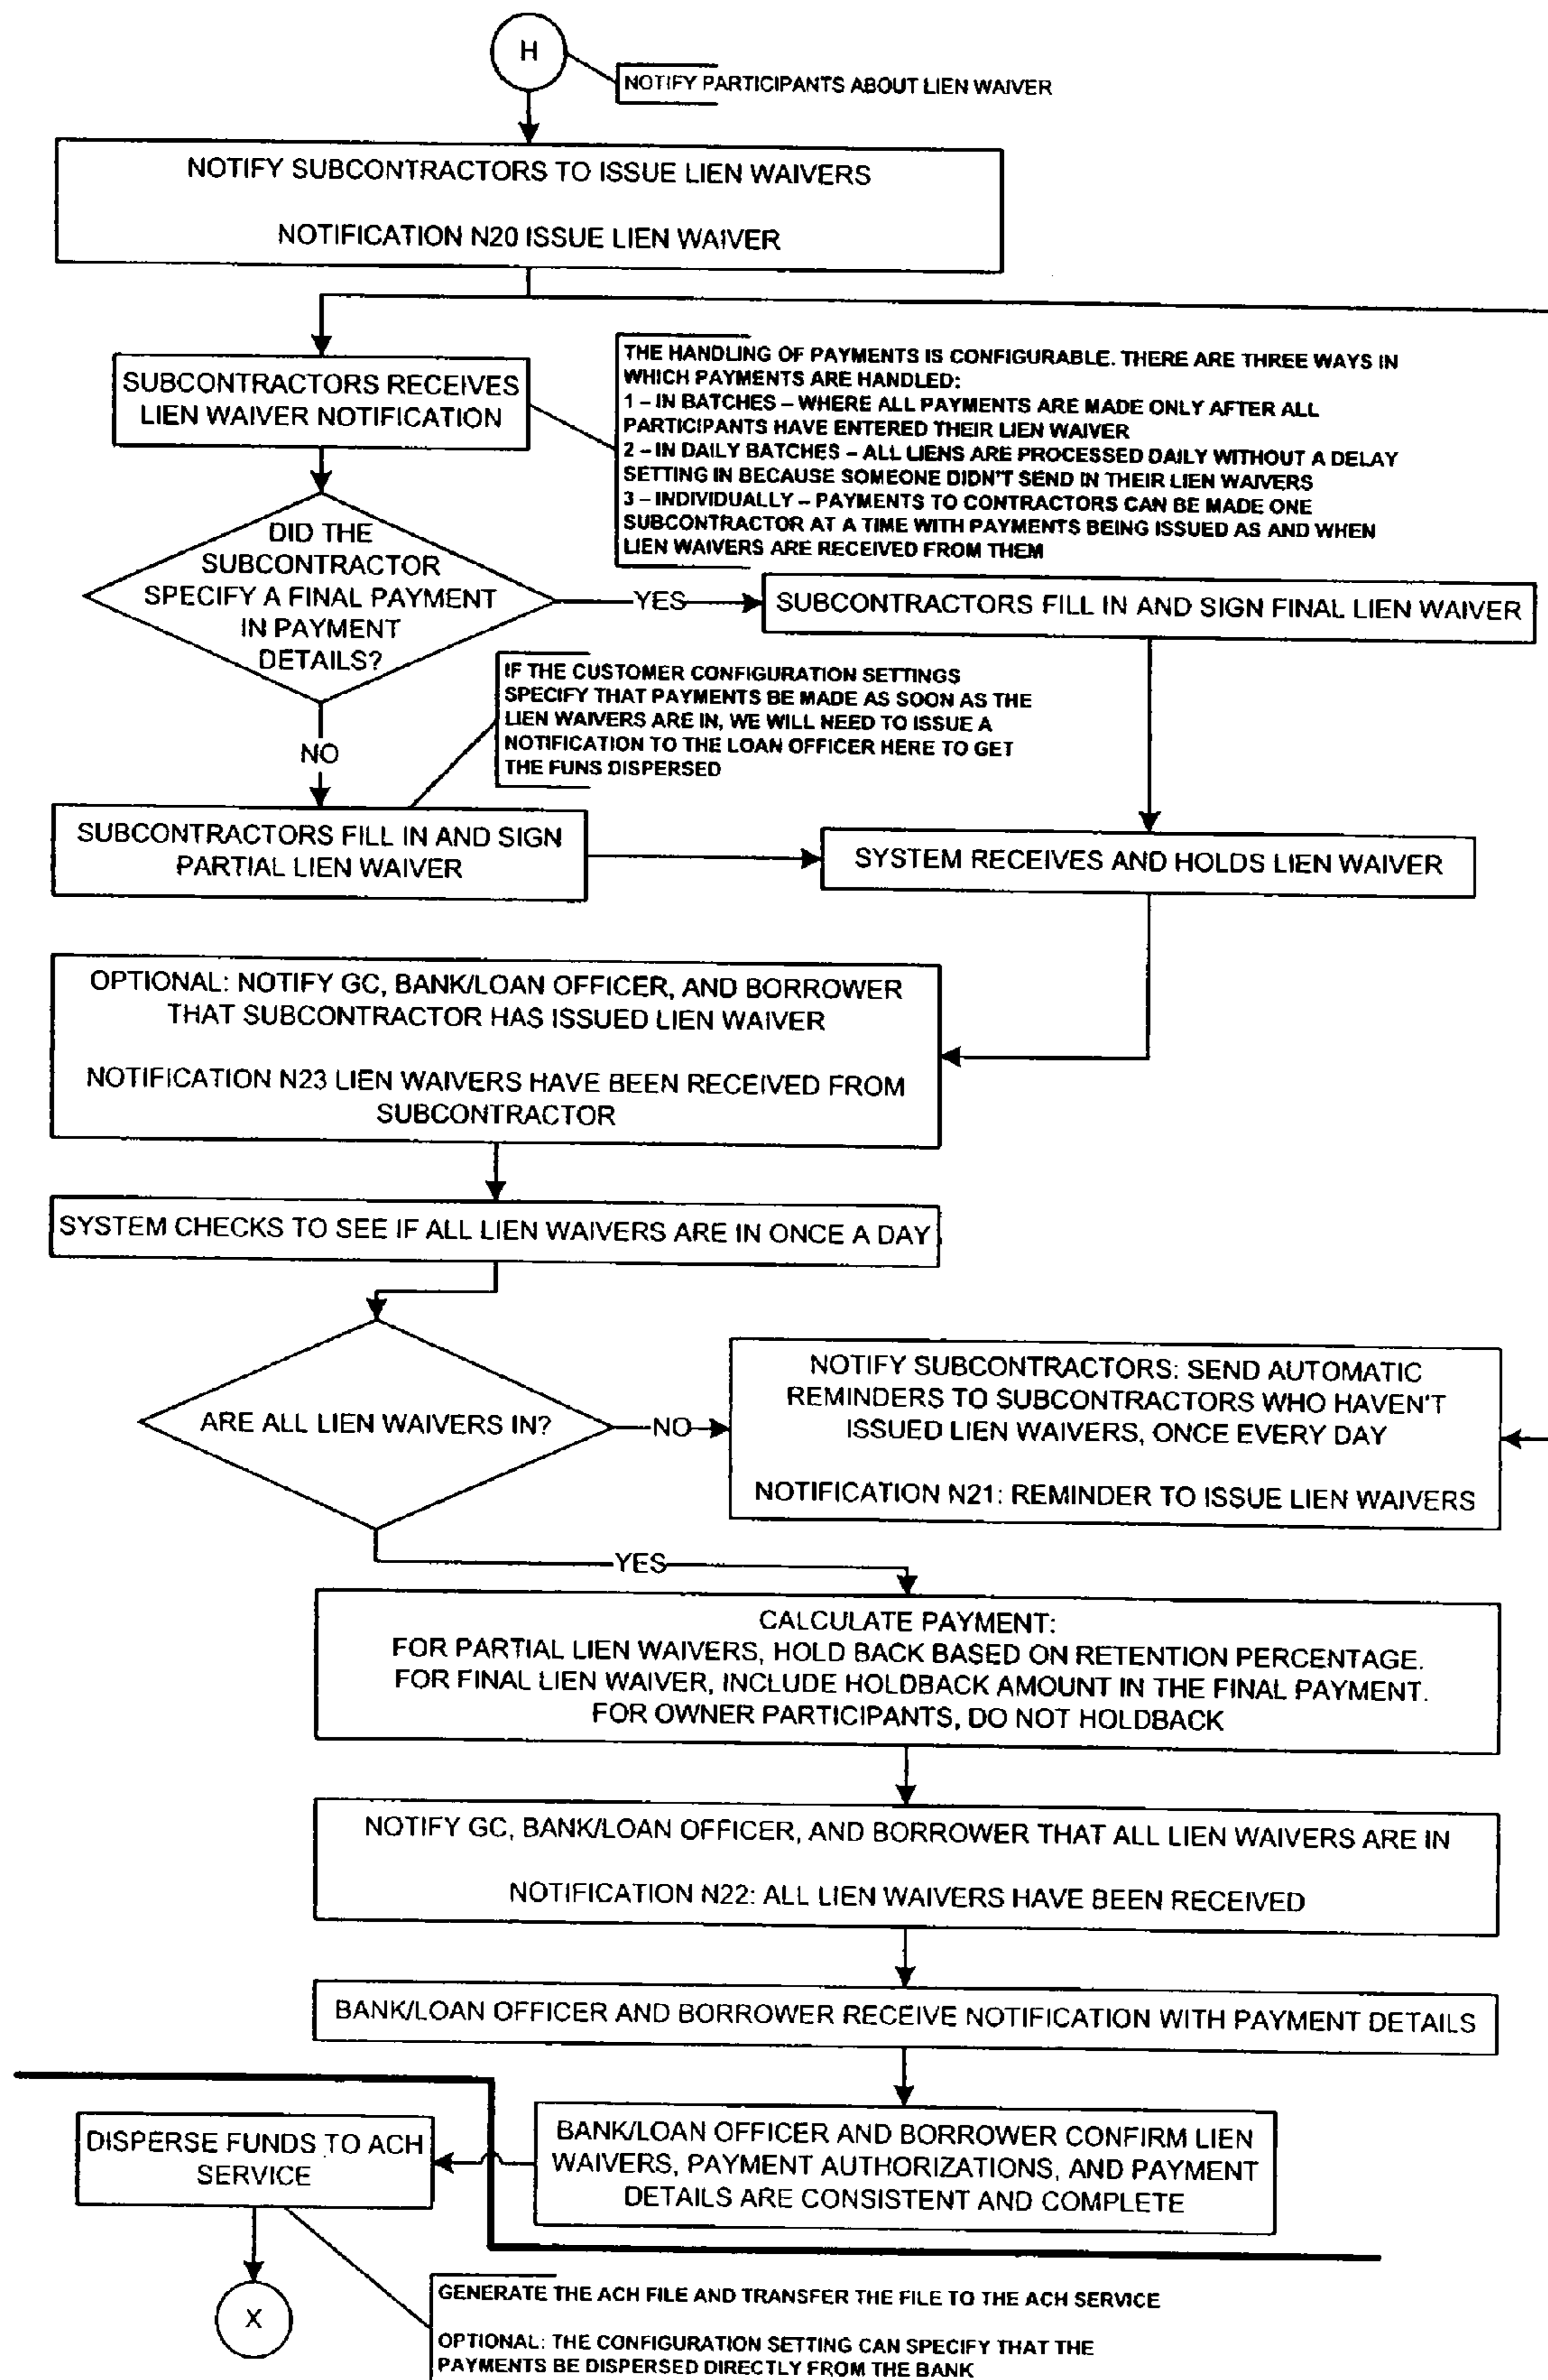 H
NOTIFY PARTICIPANTS ABOUT LIEN WAIVER
NOTIFY SUBCONTRACTORS TO ISSUE LIEN WAIVERS
NOTIFICATION N20 ISSUE LIEN WAIVER
SUBCONTRACTORS RECEIVES
LIEN WAIVER NOTIFICATION
THE HANDLING OF PAYMENTS IS CONFIGURABLE. THERE ARE THREE WAYS IN
WHICH PAYMENTS ARE HANDLED:
1 – IN BATCHES – WHERE ALL PAYMENTS ARE MADE ONLY AFTER ALL
PARTICIPANTS HAVE ENTERED THEIR LIEN WAIVER
2 – IN DAILY BATCHES – ALL LIENS ARE PROCESSED DAILY WITHOUT A DELAY
SETTING IN BECAUSE SOMEONE DIDN'T SEND IN THEIR LIEN WAIVERS
3 – INDIVIDUALLY – PAYMENTS TO CONTRACTORS CAN BE MADE ONE
SUBCONTRACTOR AT A TIME WITH PAYMENTS BEING ISSUED AS AND WHEN
LIEN WAIVERS ARE RECEIVED FROM THEM
DID THE
SUBCONTRACTOR
SPECIFY A FINAL PAYMENT
IN PAYMENT
DETAILS?
YES
SUBCONTRACTORS FILL IN AND SIGN FINAL LIEN WAIVER
IF THE CUSTOMER CONFIGURATION SETTINGS
SPECIFY THAT PAYMENTS BE MADE AS SOON AS THE
LIEN WAIVERS ARE IN, WE WILL NEED TO ISSUE A
NOTIFICATION TO THE LOAN OFFICER HERE TO GET
THE FUNS DISPERSED
NO
SUBCONTRACTORS FILL IN AND SIGN
PARTIAL LIEN WAIVER
SYSTEM RECEIVES AND HOLDS LIEN WAIVER
OPTIONAL: NOTIFY GC, BANK/LOAN OFFICER, AND BORROWER
THAT SUBCONTRACTOR HAS ISSUED LIEN WAIVER
NOTIFICATION N23 LIEN WAIVERS HAVE BEEN RECEIVED FROM
SUBCONTRACTOR
SYSTEM CHECKS TO SEE IF ALL LIEN WAIVERS ARE IN ONCE A DAY
ARE ALL LIEN WAIVERS IN?
NO
NOTIFY SUBCONTRACTORS: SEND AUTOMATIC
REMINDERS TO SUBCONTRACTORS WHO HAVEN'T
ISSUED LIEN WAIVERS, ONCE EVERY DAY
NOTIFICATION N21: REMINDER TO ISSUE LIEN WAIVERS
YES
CALCULATE PAYMENT:
FOR PARTIAL LIEN WAIVERS, HOLD BACK BASED ON RETENTION PERCENTAGE.
FOR FINAL LIEN WAIVER, INCLUDE HOLDBACK AMOUNT IN THE FINAL PAYMENT.
FOR OWNER PARTICIPANTS, DO NOT HOLDBACK
NOTIFY GC, BANK/LOAN OFFICER, AND BORROWER THAT ALL LIEN WAIVERS ARE IN
NOTIFICATION N22: ALL LIEN WAIVERS HAVE BEEN RECEIVED
BANK/LOAN OFFICER AND BORROWER RECEIVE NOTIFICATION WITH PAYMENT DETAILS
BANK/LOAN OFFICER AND BORROWER CONFIRM LIEN
WAIVERS, PAYMENT AUTHORIZATIONS, AND PAYMENT
DETAILS ARE CONSISTENT AND COMPLETE
DISPERSE FUNDS TO ACH
SERVICE
X
GENERATE THE ACH FILE AND TRANSFER THE FILE TO THE ACH SERVICE
OPTIONAL: THE CONFIGURATION SETTING CAN SPECIFY THAT THE
PAYMENTS BE DISPERSED DIRECTLY FROM THE BANK